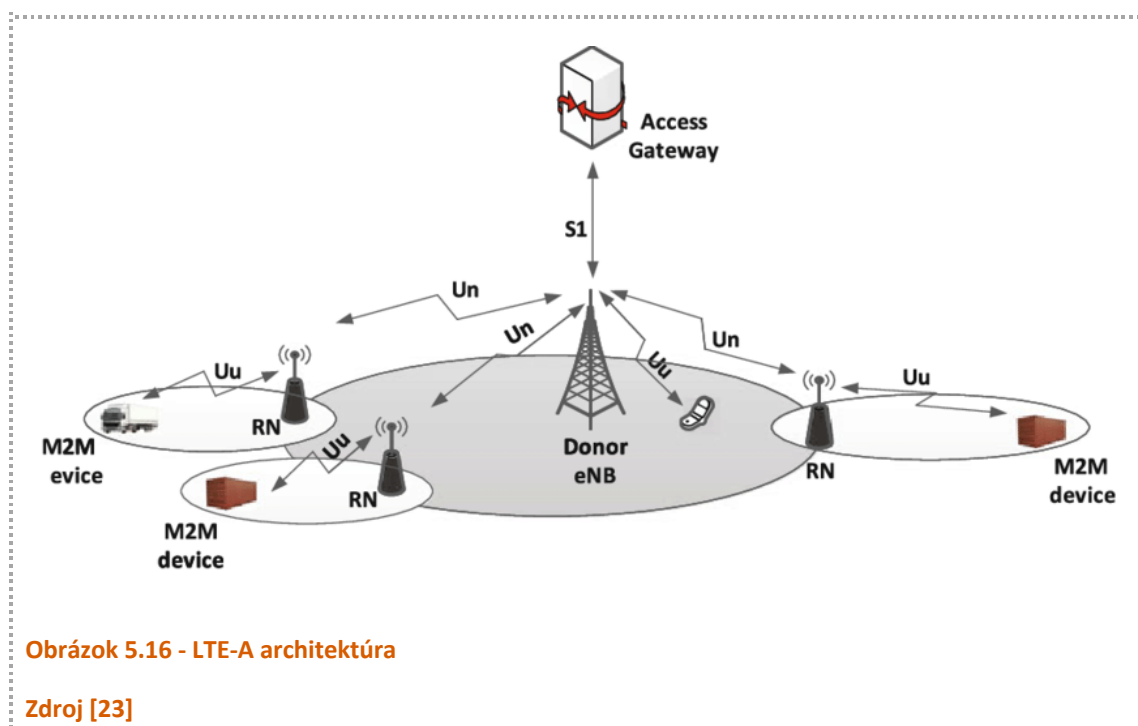 Access
Gateway
S1
Un
Un
Uu
Un
Uu
RN
Uu
RN
Donor
eNB
Uu
RN
M2M
evice
M2M
device
M2M
device
Obrázok 5.16 - LTE-A architektúra
Zdroj [23]